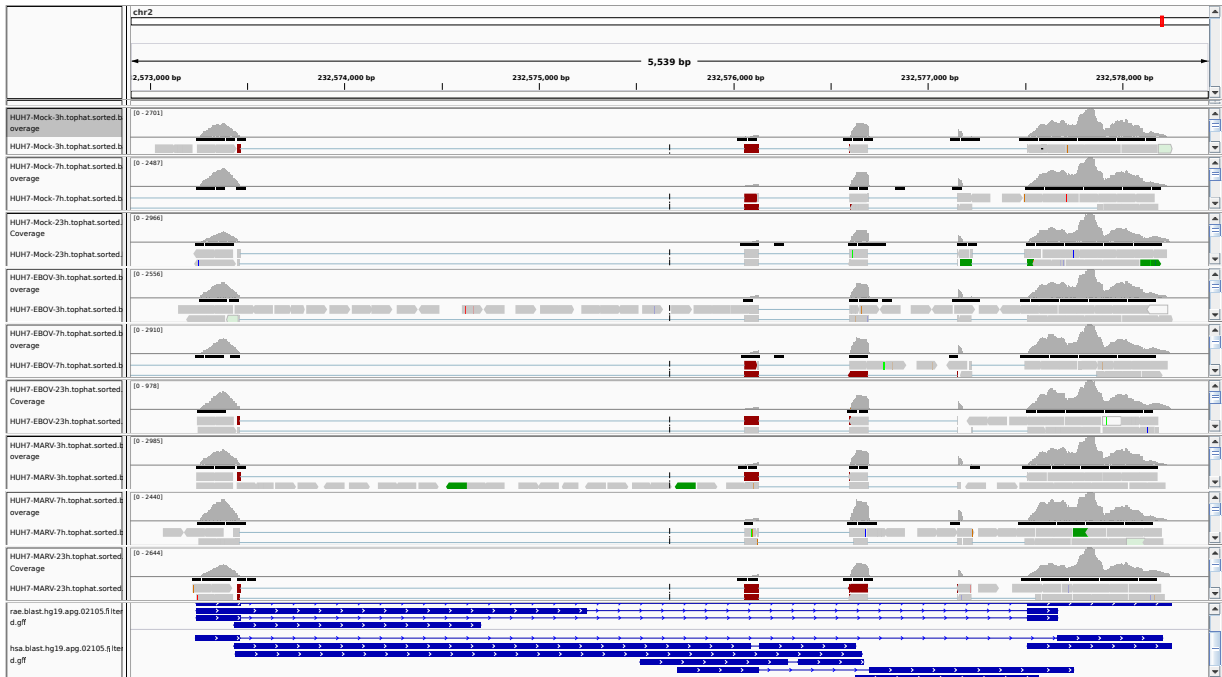 chr2
5,539 bp
2,573,000 bp 232,574,000 bp 232,575,000 bp 232,576,000 bp 232,577,000 bp 232,578,000 bp
HUH7-Mock-3h.tophat.sorted.b
overage
[0 - 2701]
HUH7-Mock-3h.tophat.sorted.b
HUH7-Mock-7h.tophat.sorted.b
overage
[0 - 2487]
HUH7-Mock-7h.tophat.sorted.b
HUH7-Mock-23h.tophat.sorted.
Coverage
[0 - 2966]
HUH7-Mock-23h.tophat.sorted.
HUH7-EBOV-3h.tophat.sorted.b
overage
[0 - 2556]
HUH7-EBOV-3h.tophat.sorted.b
HUH7-EBOV-7h.tophat.sorted.b
overage
[0 - 2910]
HUH7-EBOV-7h.tophat.sorted.b
HUH7-EBOV-23h.tophat.sorted.
Coverage
[0 - 978]
HUH7-EBOV-23h.tophat.sorted.
HUH7-MARV-3h.tophat.sorted.b
overage
[0 - 2985]
HUH7-MARV-3h.tophat.sorted.b
HUH7-MARV-7h.tophat.sorted.b
overage
[0 - 2440]
HUH7-MARV-7h.tophat.sorted.b
HUH7-MARV-23h.tophat.sorted.
Coverage
[0 - 2644]
HUH7-MARV-23h.tophat.sorted.
rae.blast.hg19.apg.02105.filter
d.gff
hsa.blast.hg19.apg.02105.filter
d.gff